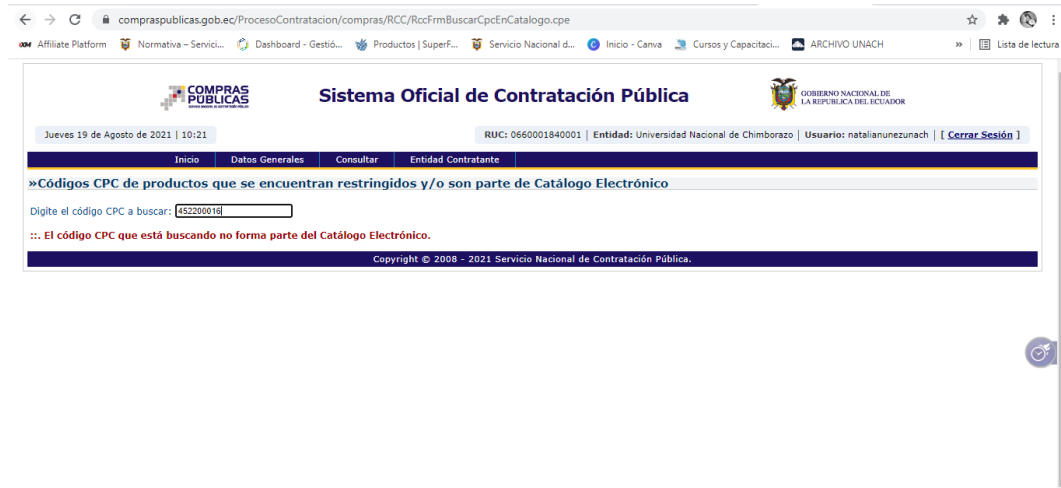 compraspublicas.gob.ec/ProcesoContratacion/compras/RCC/RccFrmBuscarCpcEnCatalogo.cpe
Affiliate Platform Normativa – Servici... Dashboard - Gestió... Productos | SuperF... Servicio Nacional d... Inicio - Canva Cursos y Capacitaci... ARCHIVO UNACH » Lista de lectura
COMPRAS PÚBLICAS
Sistema Oficial de Contratación Pública
GOBIERNO NACIONAL DE
LA REPUBLICA DEL ECUADOR
Jueves 19 de Agosto de 2021 | 10:21
RUC: 0660001840001 | Entidad: Universidad Nacional de Chimborazo | Usuario: natalianunezunach | [ Cerrar Sesión ]
Inicio Datos Generales Consultar Entidad Contratante
»Códigos CPC de productos que se encuentran restringidos y/o son parte de Catálogo Electrónico
Digite el código CPC a buscar: 452200016
::. El código CPC que está buscando no forma parte del Catálogo Electrónico.
Copyright © 2008 - 2021 Servicio Nacional de Contratación Pública.